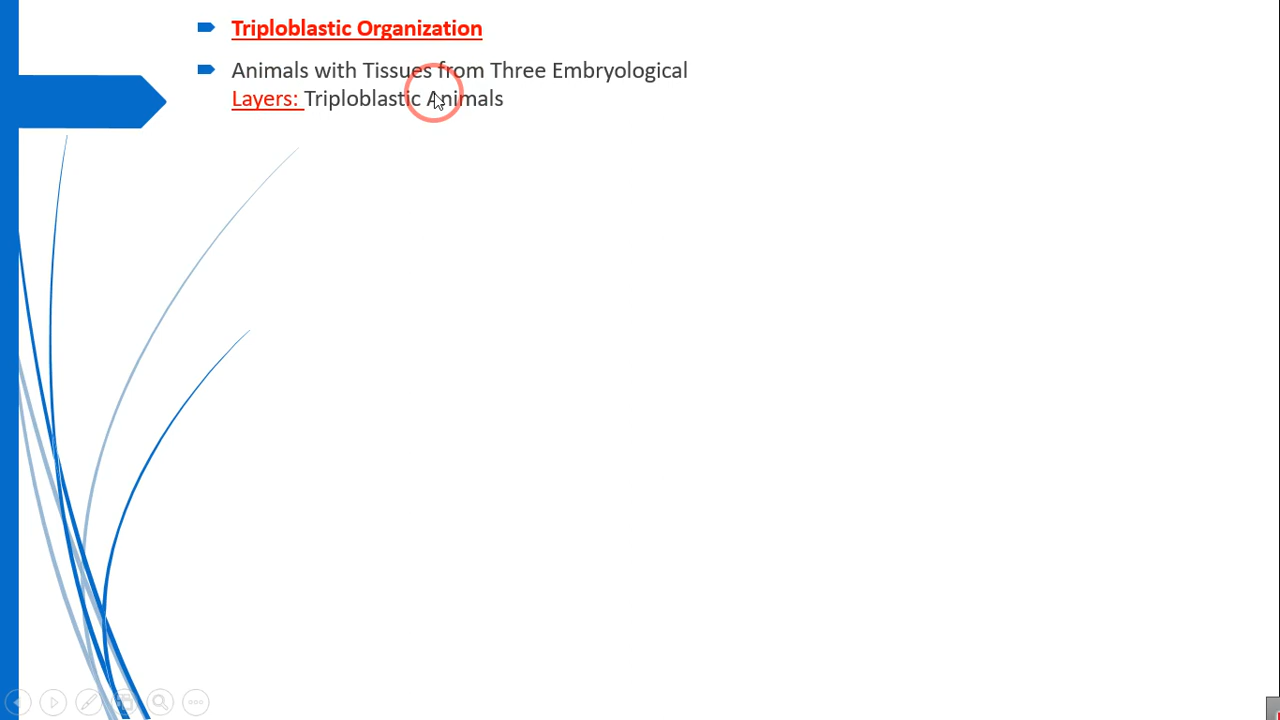 Triploblastic Organization
Animals with Tissues from Three Embryological
Layers: Triploblastic Animals